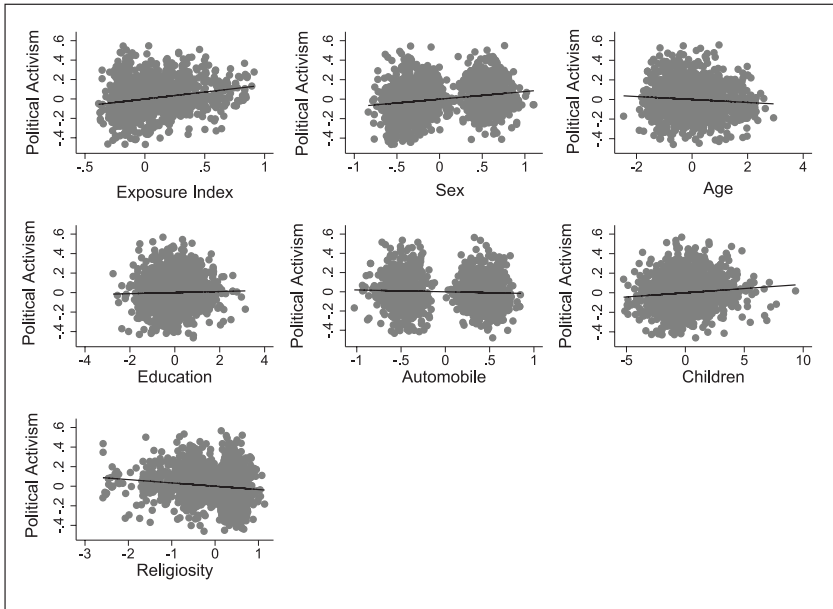 Political Activism
.6
.4
.2
0
-.2
-.4
-.5 0 .5 1
Exposure Index
Political Activism
.6
.4
.2
0
-.2
-.4
-1 -.5 0 .5 1
Sex
Political Activism
.6
.4
.2
0
-.2
-.4
-2 0 2 4
Age
Political Activism
.6
.4
.2
0
-.2
-.4
-4 -2 0 2 4
Education
Political Activism
.6
.4
.2
0
-.2
-.4
-1 -.5 0 .5 1
Automobile
Political Activism
.6
.4
.2
0
-.2
-.4
-5 0 5 10
Children
Political Activism
.6
.4
.2
0
-.2
-.4
-3 -2 -1 0 1
Religiosity